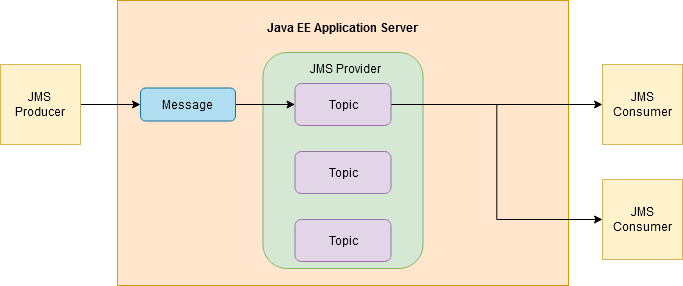 Java EE Application Server
JMS Provider
JMS
Producer
Message
Topic
JMS
Consumer
Topic
JMS
Consumer
Topic